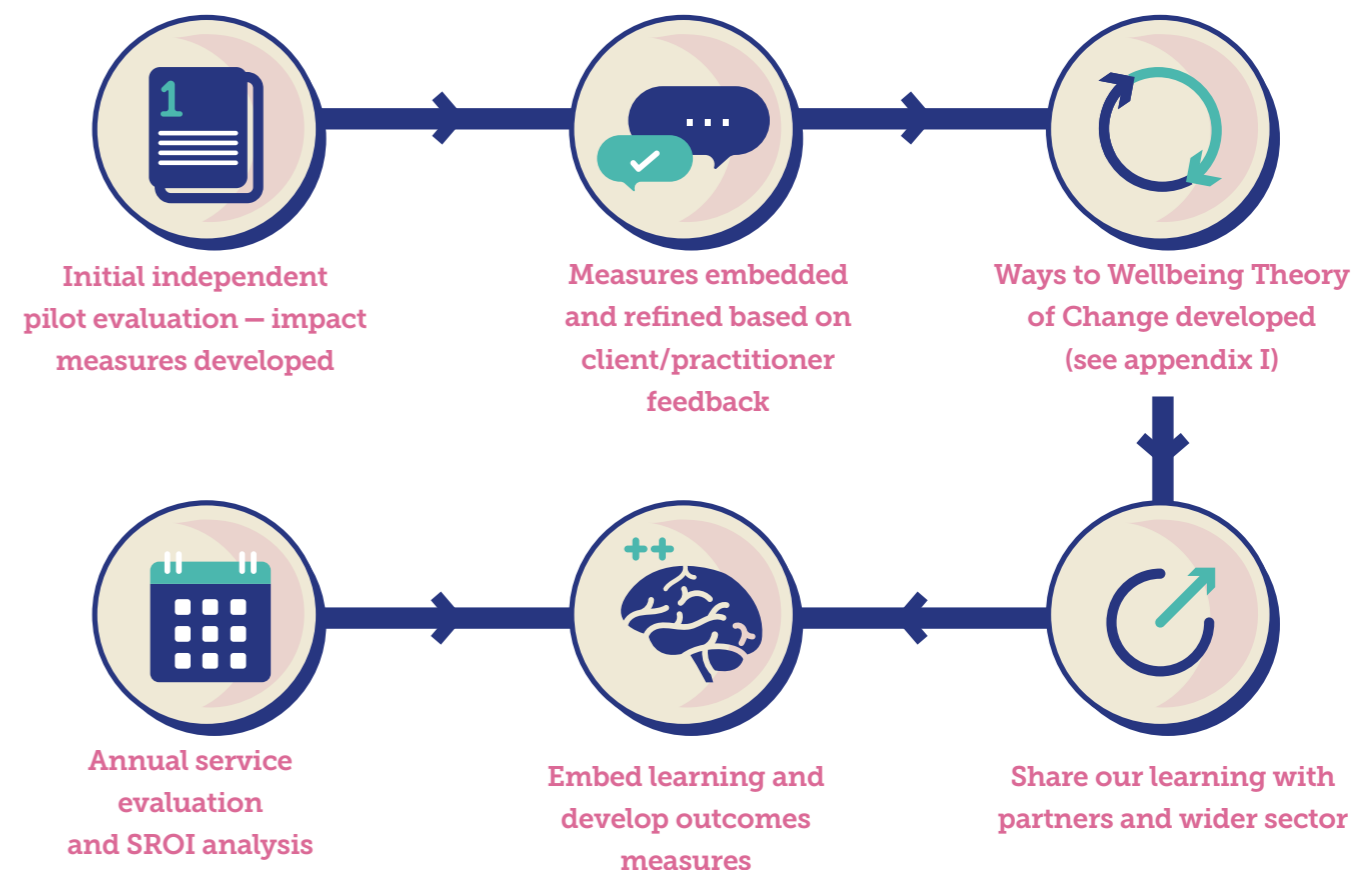 1
Initial independent
pilot evaluation – impact
measures developed
Measures embedded
and refined based on
client/practitioner
feedback
Ways to Wellbeing Theory
of Change developed
(see appendix I)
Annual service
evaluation
and SROI analysis
Embed learning and
develop outcomes
measures
Share our learning with
partners and wider sector